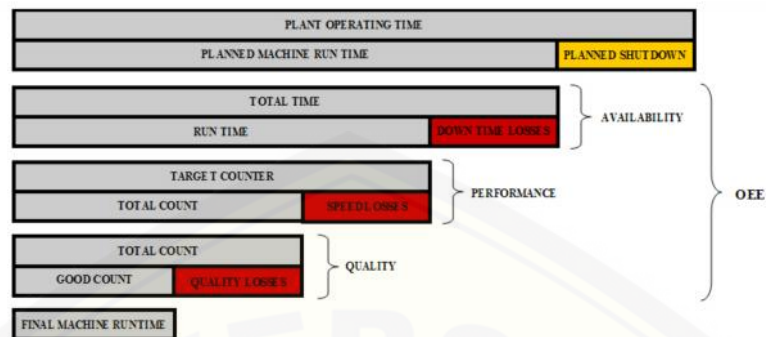 PLANT OPERATING TIME
PLANNED MACHINE RUN TIME PLANNED SHUTDOWN
TOTAL TIME
RUN TIME DOWN TIME LOSSES
AVAILABILITY
TARGET COUNTER
TOTAL COUNT SPEED LOSSES
PERFORMANCE
OEE
TOTAL COUNT
GOOD COUNT QUALITY LOSSES
QUALITY
FINAL MACHINE RUNTIME